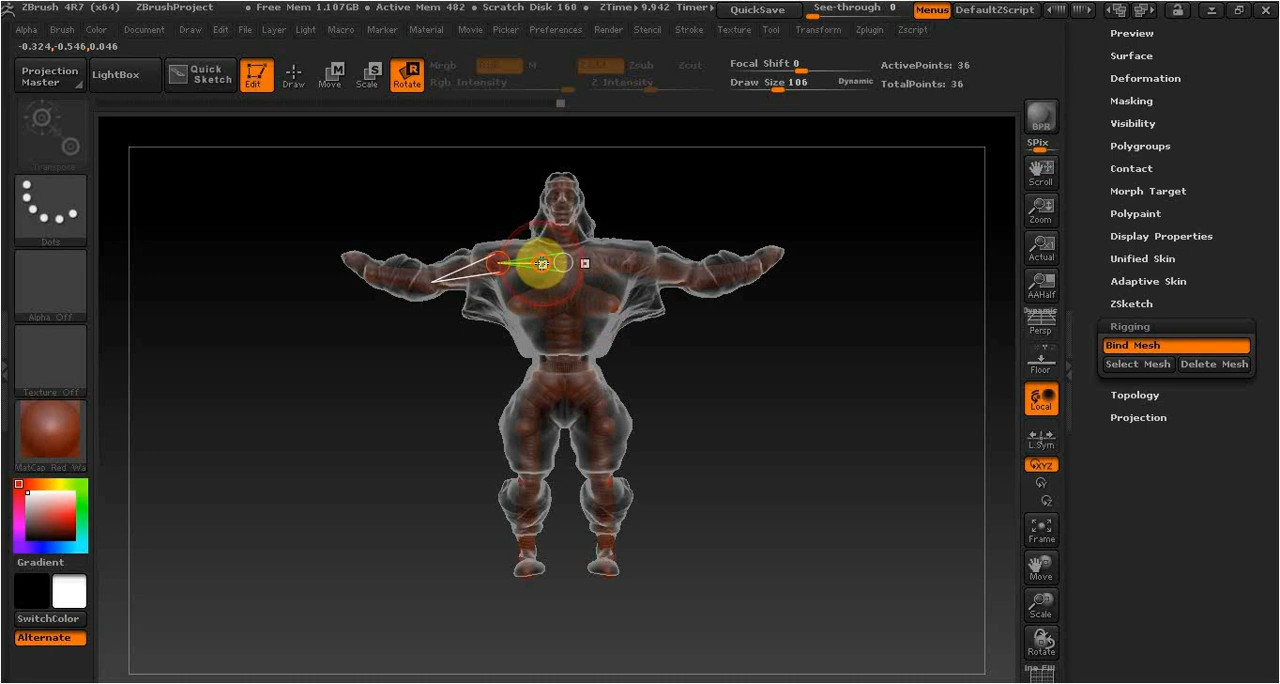 ZBrush 4R7 (x64) ZBrushProject • Free Mem 1.107GB • Active Mem 482 • Scratch Disk 160 • ZTime 9.942 Timer QuickSave See-through 0 Menus DefaultZScript
Alpha Brush Color Document Draw Edit File Layer Light Macro Marker Material Movie Picker Preferences Render Stencil Stroke Texture Tool Transform Zplugin Zscript
-0.324,-0.546,0.046
Projection Master
LightBox
Quick Sketch
Edit
Draw
Move
Scale
Rotate
Mrgb
M
Zsub
Zcut
Rgb Intensity
Z Intensity
Focal Shift 0
Draw Size 106
Dynamic
ActivePoints: 36
TotalPoints: 36
Transpose
Dots
Alpha Off
Texture Off
MatCap Red Wa
Gradient
SwitchColor
Alternate
BPR
SPix
Scroll
Zoom
Actual
AAHalf
Dynamic
Persp
Floor
Local
L.Sym
XYZ
Y
Z
Frame
Move
Scale
Rotate
Line Fill
Preview
Surface
Deformation
Masking
Visibility
Polygroups
Contact
Morph Target
Polypaint
Display Properties
Unified Skin
Adaptive Skin
ZSketch
Rigging
Bind Mesh
Select Mesh Delete Mesh
Topology
Projection